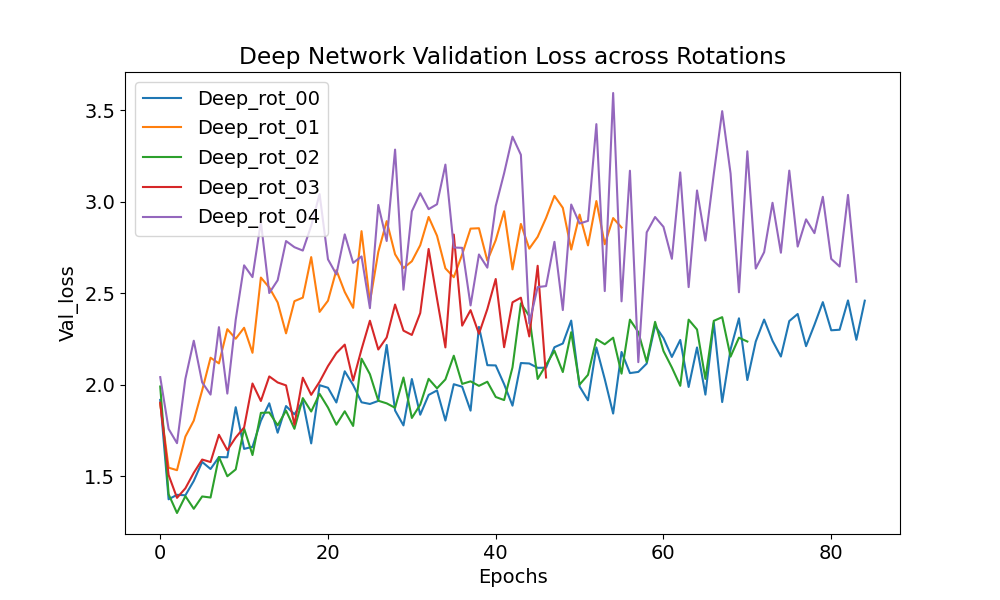 Deep Network Validation Loss across Rotations
Deep_rot_00
Deep_rot_01
Deep_rot_02
Deep_rot_03
Deep_rot_04
3.5
3.0
2.5
2.0
1.5
Val_loss
0 20 40 60 80
Epochs